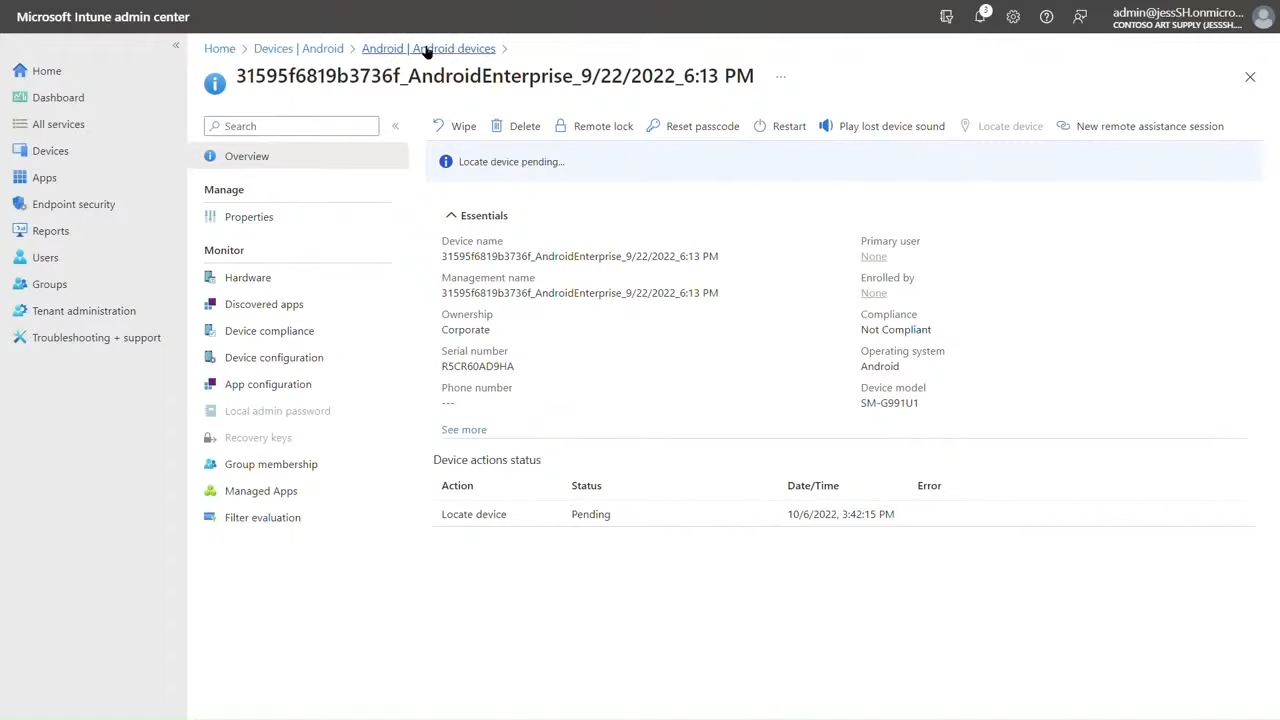 Microsoft Intune admin center
3
admin@jessSH.onmicro...
CONTOSO ART SUPPLY (JESSSH....
Home
Dashboard
All services
Devices
Apps
Endpoint security
Reports
Users
Groups
Tenant administration
Troubleshooting + support
Home > Devices | Android > Android | Android devices >
31595f6819b3736f_AndroidEnterprise_9/22/2022_6:13 PM ...
Search
Overview
Manage
Properties
Monitor
Hardware
Discovered apps
Device compliance
Device configuration
App configuration
Local admin password
Recovery keys
Group membership
Managed Apps
Filter evaluation
Wipe Delete Remote lock Reset passcode Restart Play lost device sound Locate device New remote assistance session
Locate device pending...
Essentials
Device name
31595f6819b3736f_AndroidEnterprise_9/22/2022_6:13 PM
Management name
31595f6819b3736f_AndroidEnterprise_9/22/2022_6:13 PM
Ownership
Corporate
Serial number
R5CR60AD9HA
Phone number
---
See more
Primary user
None
Enrolled by
None
Compliance
Not Compliant
Operating system
Android
Device model
SM-G991U1
Device actions status
Action Status Date/Time Error
Locate device Pending 10/6/2022, 3:42:15 PM